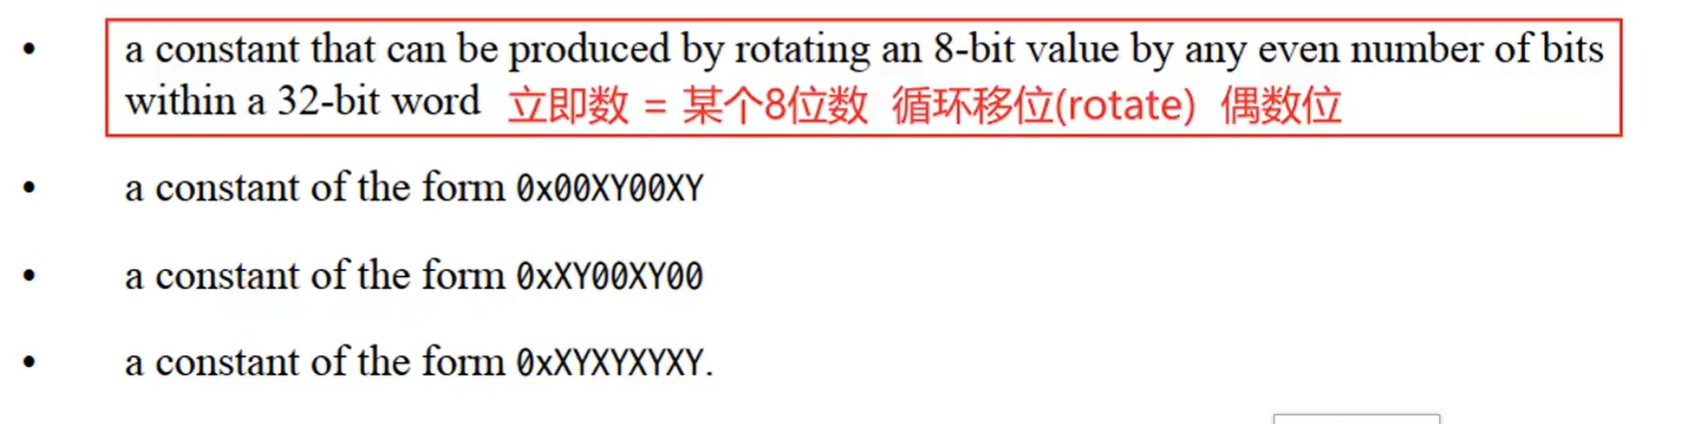 • a constant that can be produced by rotating an 8-bit value by any even number of bits
within a 32-bit word 立即数 = 某个8位数 循环移位(rotate) 偶数位
• a constant of the form 0x00XY00XY
• a constant of the form 0xXY00XY00
• a constant of the form 0xXYXYXYXY.